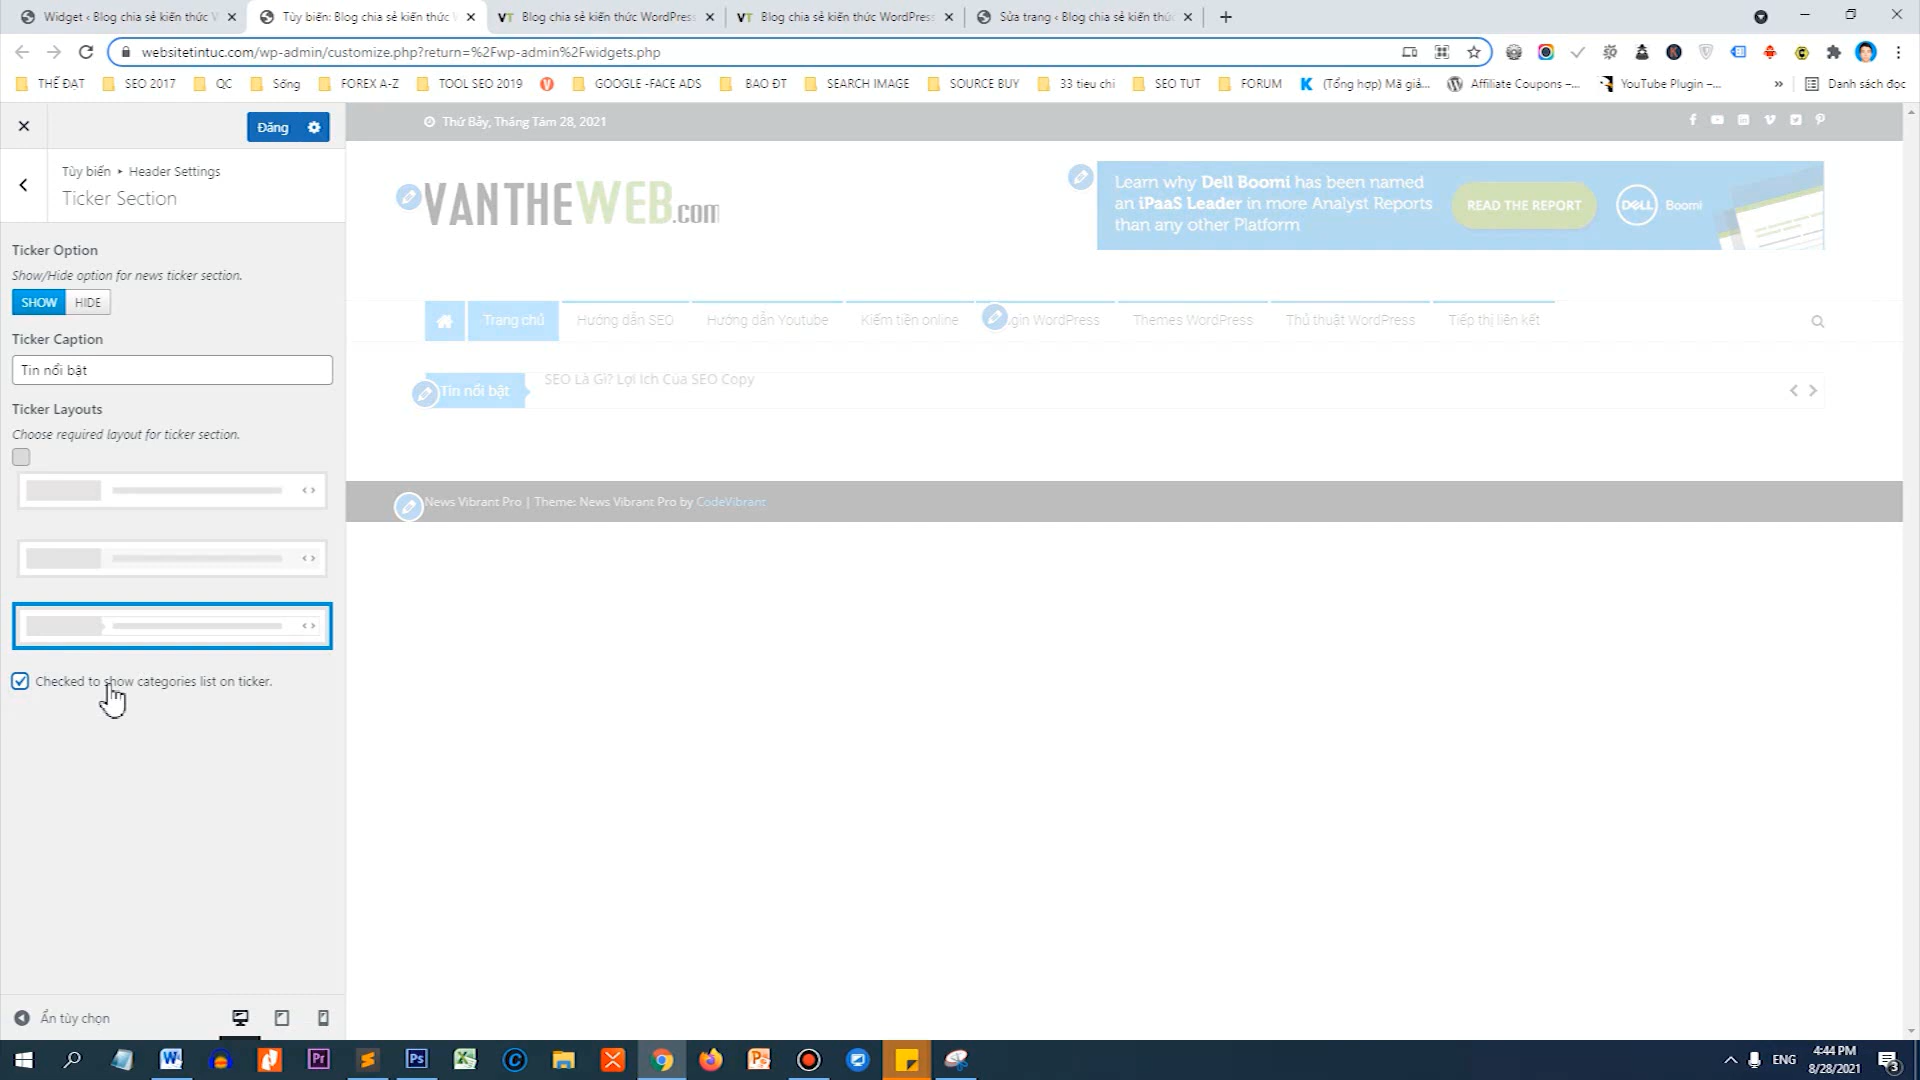 Widget ‹ Blog chia sẻ kiến thức V
Tùy biến: Blog chia sẻ kiến thức
Blog chia sẻ kiến thức WordPress
Blog chia sẻ kiến thức WordPress
Sửa trang ‹ Blog chia sẻ kiến thức
websitetintuc.com/wp-admin/customize.php?return=%2Fwp-admin%2Fwidgets.php
THẾ ĐẠT
SEO 2017
QC
Sống
FOREX A-Z
TOOL SEO 2019
GOOGLE -FACE ADS
BAO ĐT
SEARCH IMAGE
SOURCE BUY
33 tieu chi
SEO TUT
FORUM
(Tổng hợp) Mã giả...
Affiliate Coupons –...
YouTube Plugin –...
»
Danh sách đọc
Đăng
Tùy biến ▸ Header Settings
Ticker Section
Ticker Option
Show/Hide option for news ticker section.
SHOW
HIDE
Ticker Caption
Tin nổi bật
Ticker Layouts
Choose required layout for ticker section.
Checked to show categories list on ticker.
Ẩn tùy chọn
Thứ Bảy, Tháng Tám 28, 2021
VANTHEWEB.com
Learn why Dell Boomi has been named
an iPaaS Leader in more Analyst Reports
than any other Platform
READ THE REPORT
DELL
Boomi
Trang chủ
Hướng dẫn SEO
Hướng dẫn Youtube
Kiếm tiền online
gin WordPress
Themes WordPress
Thủ thuật WordPress
Tiếp thị liên kết
Tin nổi bật
SEO Là Gì? Lợi Ích Của SEO Copy
News Vibrant Pro | Theme: News Vibrant Pro by CodeVibrant
ENG
4:44 PM
8/28/2021
3